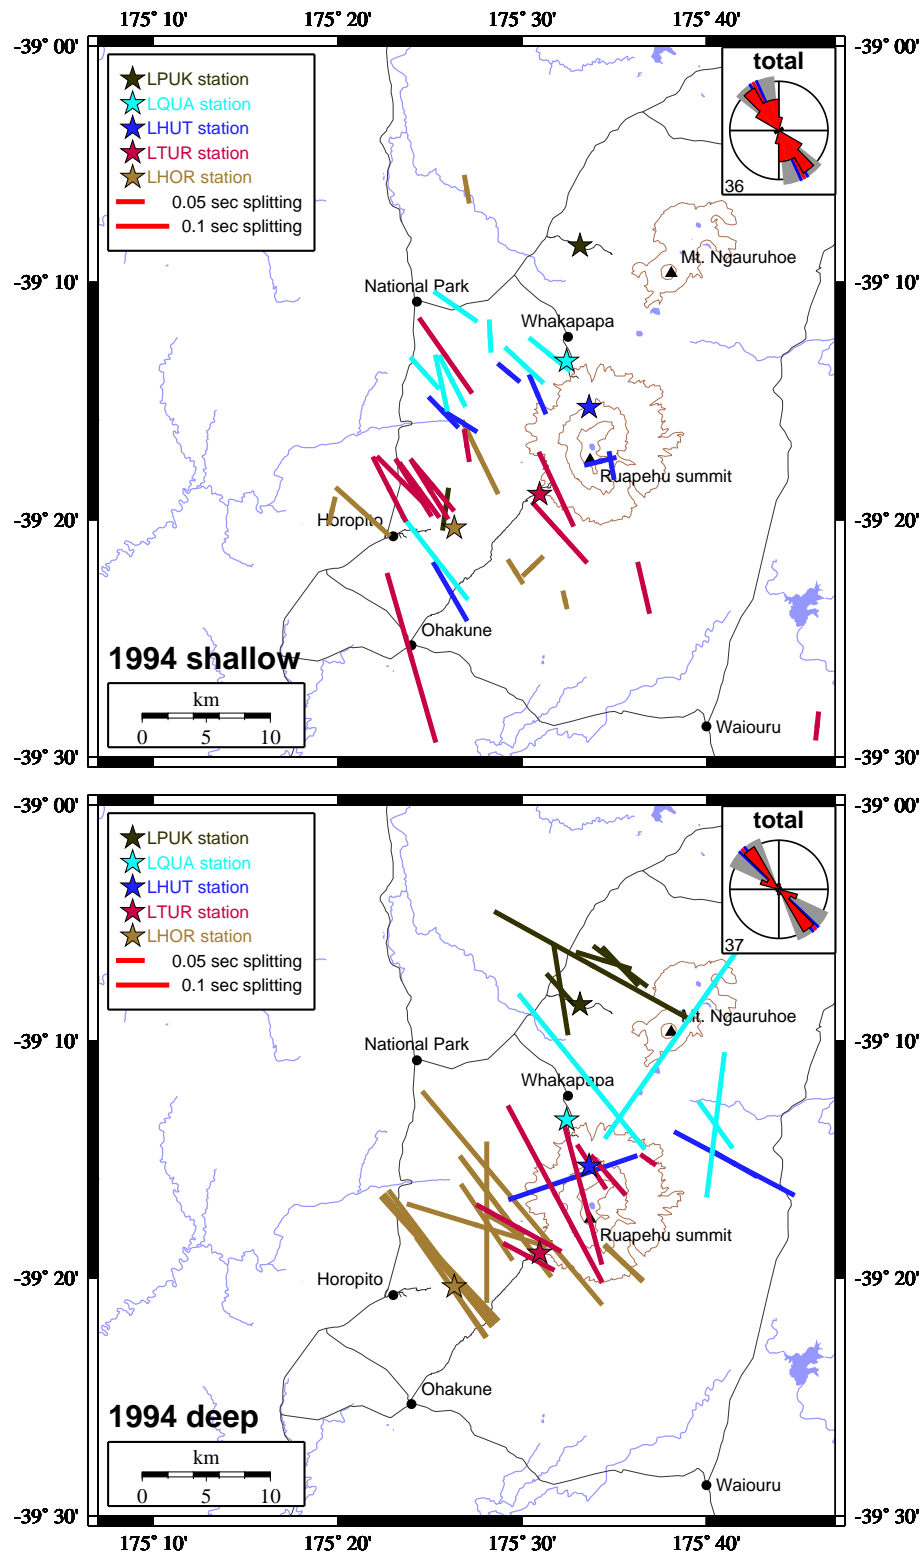 175° 10' 175° 20' 175° 30' 175° 40'
-39° 00' -39° 00'
total
LPUK station
LQUA station
LHUT station
LTUR station
LHOR station
0.05 sec splitting
0.1 sec splitting
36
Mt. Ngauruhoe
-39° 10' -39° 10'
National Park
Whakapapa
Ruapehu summit
Horopito
-39° 20' -39° 20'
Ohakune
1994 shallow
km
0 5 10
Waiouru
-39° 30' -39° 30'
-39° 00' -39° 00'
total
LPUK station
LQUA station
LHUT station
LTUR station
LHOR station
0.05 sec splitting
0.1 sec splitting
37
Mt. Ngauruhoe
-39° 10' -39° 10'
National Park
Whakapapa
Ruapehu summit
Horopito
-39° 20' -39° 20'
Ohakune
1994 deep
km
0 5 10
Waiouru
-39° 30' -39° 30'
175° 10' 175° 20' 175° 30' 175° 40'